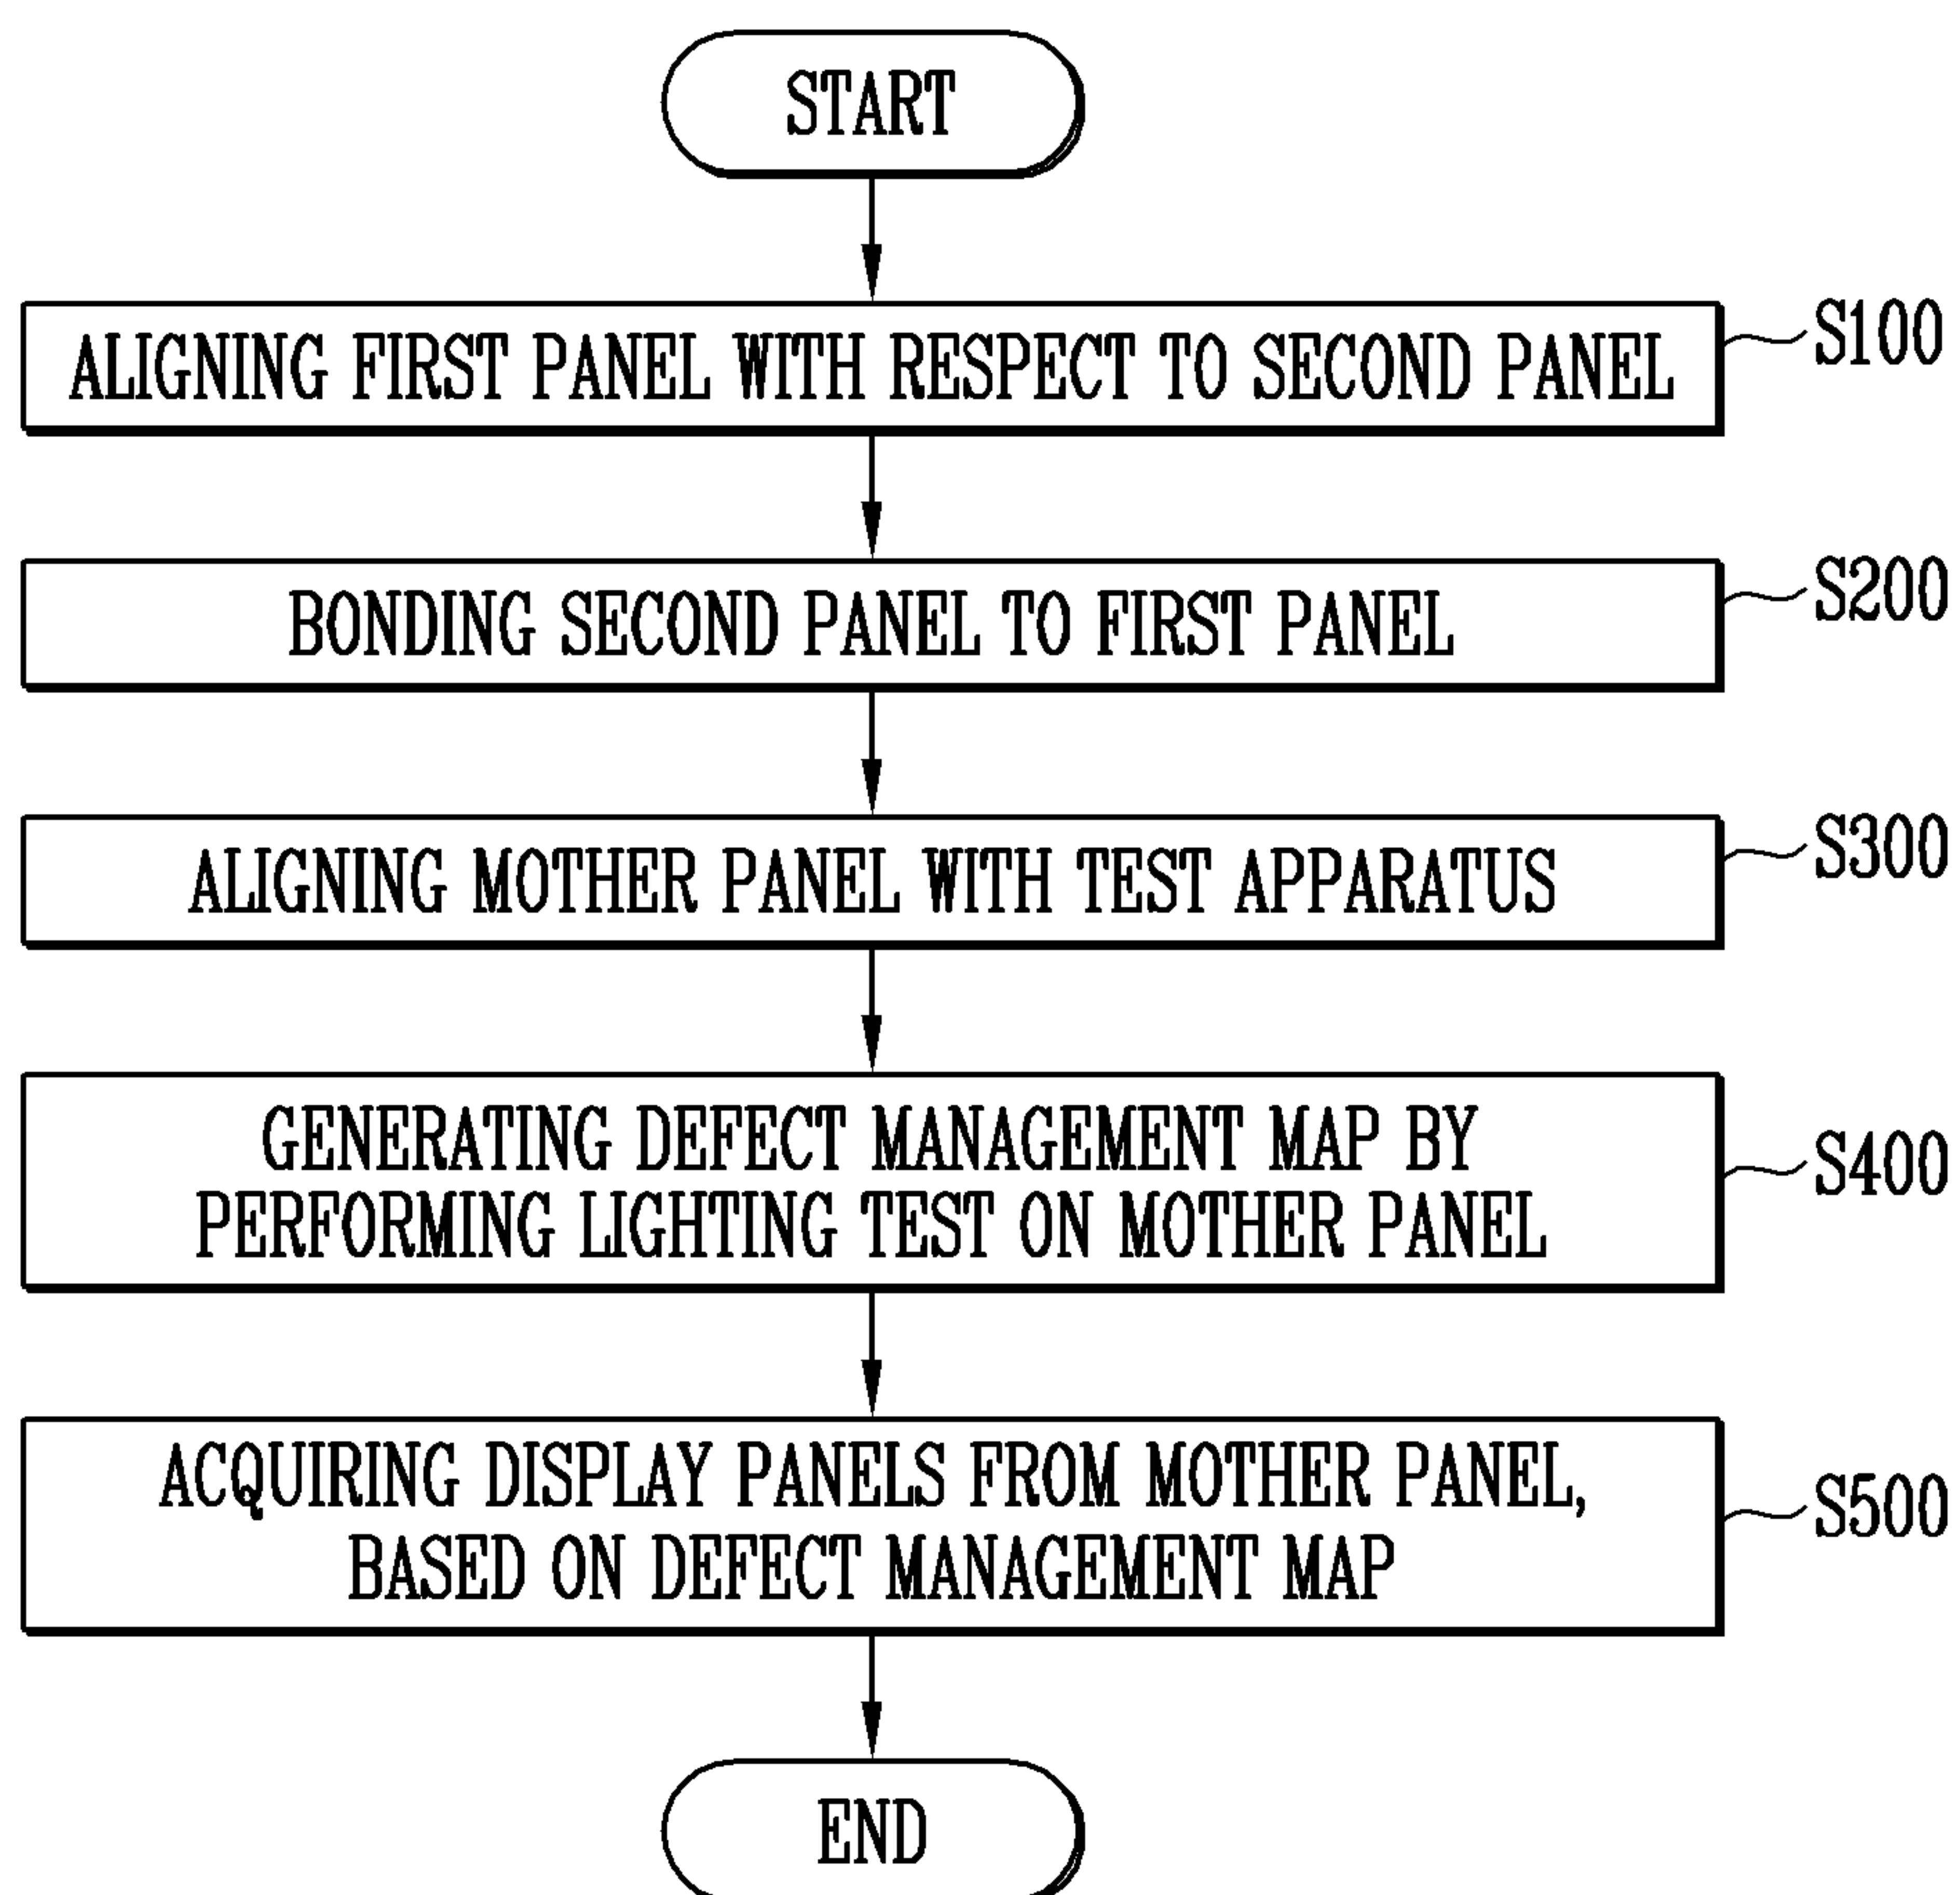 START
ALIGNING FIRST PANEL WITH RESPECT TO SECOND PANEL
S100
BONDING SECOND PANEL TO FIRST PANEL
S200
ALIGNING MOTHER PANEL WITH TEST APPARATUS
S300
GENERATING DEFECT MANAGEMENT MAP BY
PERFORMING LIGHTING TEST ON MOTHER PANEL
S400
ACQUIRING DISPLAY PANELS FROM MOTHER PANEL,
BASED ON DEFECT MANAGEMENT MAP
S500
END